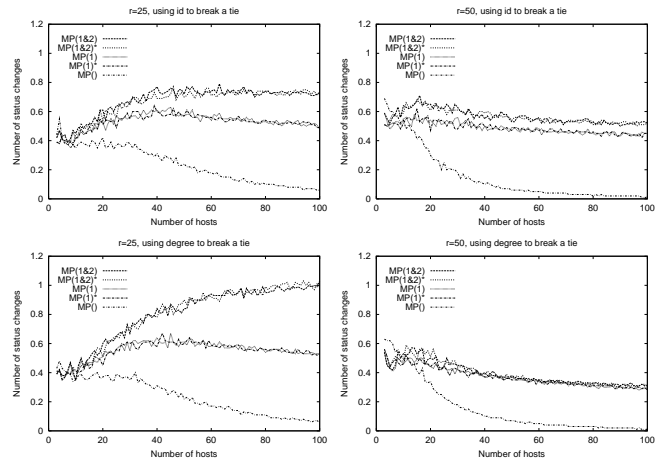 r=25, using id to break a tie
Number of status changes
1.2
1
0.8
0.6
0.4
0.2
0
MP(1&2)
MP(1&2)*
MP(1)
MP(1)*
MP()
0 20 40 60 80 100
Number of hosts
r=50, using id to break a tie
Number of status changes
1.2
1
0.8
0.6
0.4
0.2
0
MP(1&2)
MP(1&2)*
MP(1)
MP(1)*
MP()
0 20 40 60 80 100
Number of hosts
r=25, using degree to break a tie
Number of status changes
1.2
1
0.8
0.6
0.4
0.2
0
MP(1&2)
MP(1&2)*
MP(1)
MP(1)*
MP()
0 20 40 60 80 100
Number of hosts
r=50, using degree to break a tie
Number of status changes
1.2
1
0.8
0.6
0.4
0.2
0
MP(1&2)
MP(1&2)*
MP(1)
MP(1)*
MP()
0 20 40 60 80 100
Number of hosts